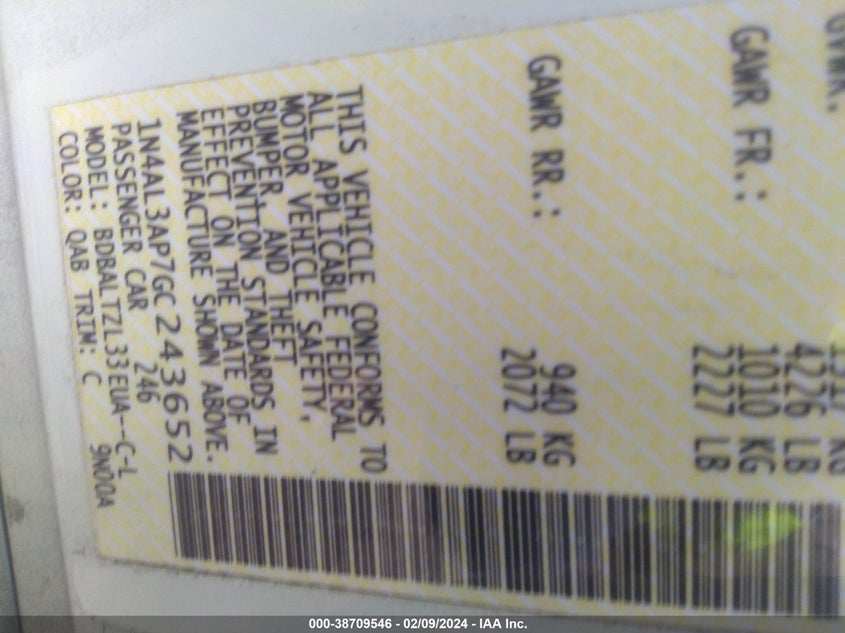 GVWR:
KG
4226 LB
GAWR FR.: 1010 KG
2227 LB
GAWR RR.: 940 KG
2072 LB
THIS VEHICLE CONFORMS TO
ALL APPLICABLE FEDERAL
MOTOR VEHICLE SAFETY,
BUMPER, AND THEFT
PREVENTION STANDARDS IN
EFFECT ON THE DATE OF
MANUFACTURE SHOWN ABOVE.
1N4AL3AP7GC243652
PASSENGER CAR 246
MODEL: BDBALTZL33EUA--C-L
COLOR: QAB TRIM: C 9N00A
000-38709546 - 02/09/2024 - IAA Inc.